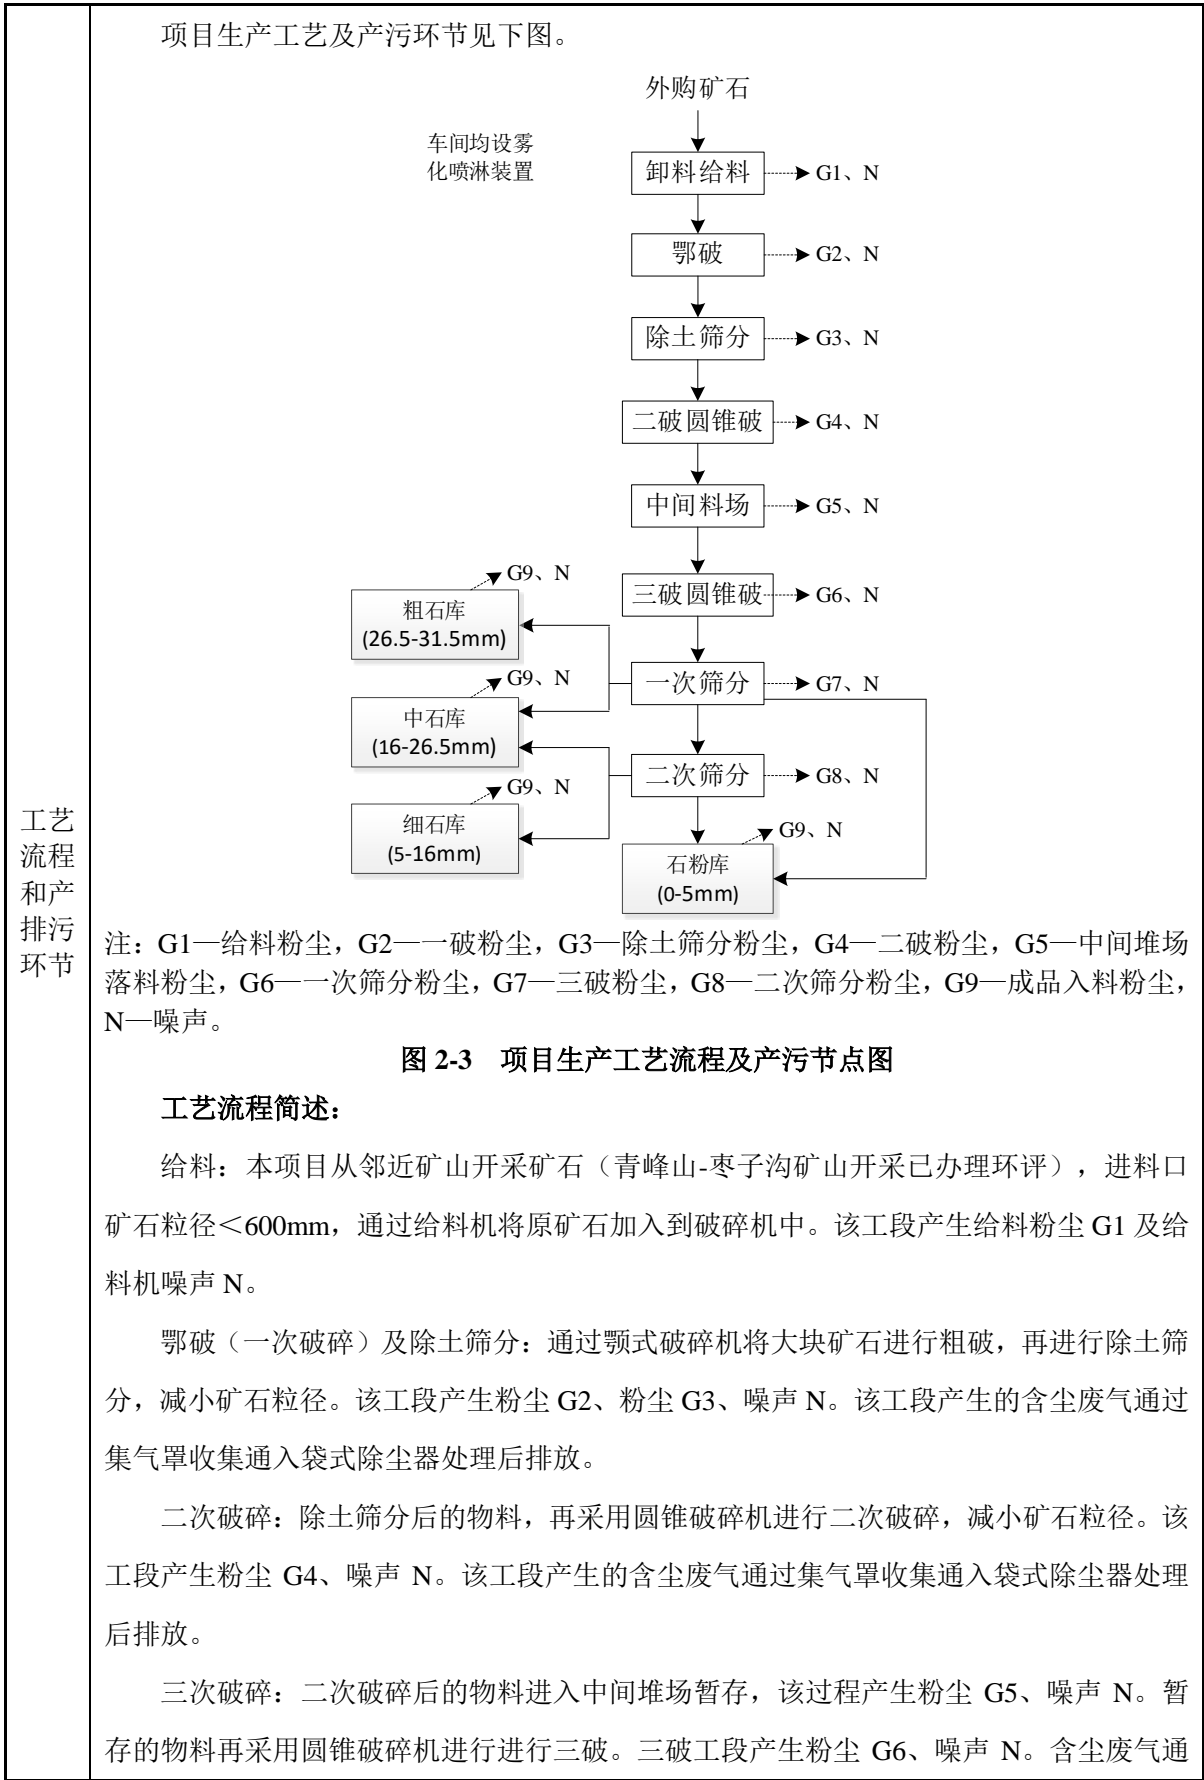 项目生产工艺及产污环节见下图。
外购矿石
车间均设雾
化喷淋装置
卸料给料
G1、N
鄂破
G2、N
除土筛分
G3、N
二破圆锥破
G4、N
中间料场
G5、N
G9、N
三破圆锥破
G6、N
粗石库
(26.5-31.5mm)
G9、N
一次筛分
G7、N
中石库
(16-26.5mm)
二次筛分
G8、N
G9、N
细石库
(5-16mm)
G9、N
石粉库
(0-5mm)
工艺
流程
和产
排污
环节
注：G1—给料粉尘，G2—一破粉尘，G3—除土筛分粉尘，G4—二破粉尘，G5—中间堆场
落料粉尘，G6—一次筛分粉尘，G7—三破粉尘，G8—二次筛分粉尘，G9—成品入料粉尘，
N—噪声。
图 2-3 项目生产工艺流程及产污节点图
工艺流程简述：
给料：本项目从邻近矿山开采矿石（青峰山-枣子沟矿山开采已办理环评），进料口
矿石粒径＜600mm，通过给料机将原矿石加入到破碎机中。该工段产生给料粉尘 G1 及给
料机噪声 N。
鄂破（一次破碎）及除土筛分：通过颚式破碎机将大块矿石进行粗破，再进行除土筛
分，减小矿石粒径。该工段产生粉尘 G2、粉尘 G3、噪声 N。该工段产生的含尘废气通过
集气罩收集通入袋式除尘器处理后排放。
二次破碎：除土筛分后的物料，再采用圆锥破碎机进行二次破碎，减小矿石粒径。该
工段产生粉尘 G4、噪声 N。该工段产生的含尘废气通过集气罩收集通入袋式除尘器处理
后排放。
三次破碎：二次破碎后的物料进入中间堆场暂存，该过程产生粉尘 G5、噪声 N。暂
存的物料再采用圆锥破碎机进行进行三破。三破工段产生粉尘 G6、噪声 N。含尘废气通